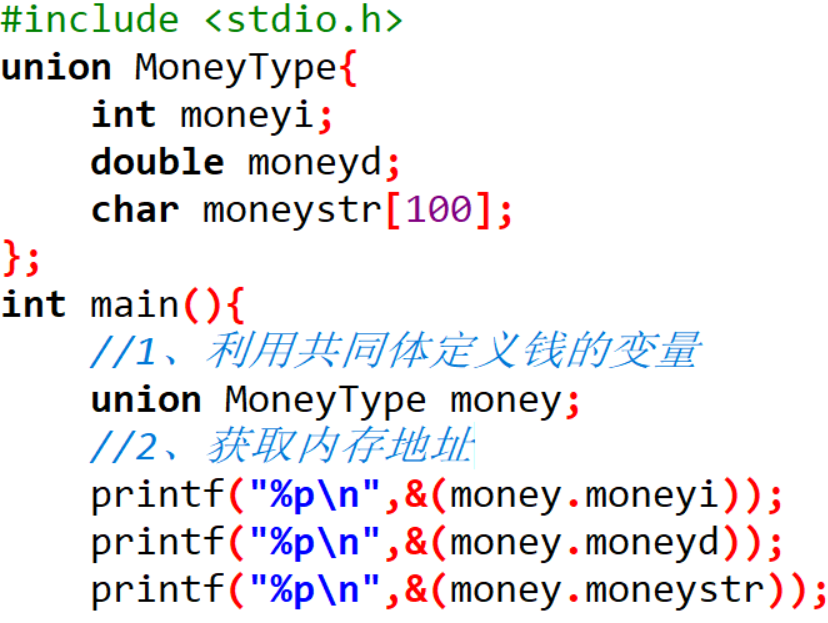 #include <stdio.h>
union MoneyType{
    int moneyi;
    double moneyd;
    char moneystr[100];
};
int main(){
    //1、利用共同体定义钱的变量
    union MoneyType money;
    //2、获取内存地址
    printf("%p\n",&(money.moneyi));
    printf("%p\n",&(money.moneyd));
    printf("%p\n",&(money.moneystr));